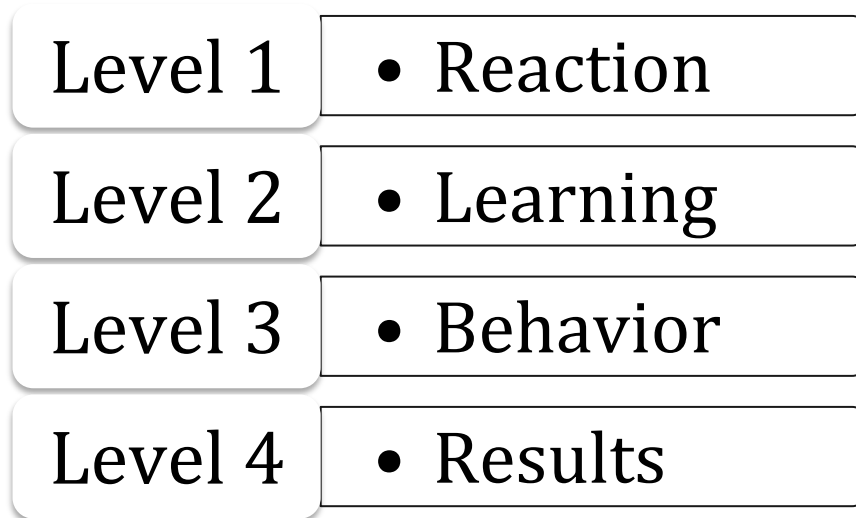 Level 1 • Reaction
Level 2 • Learning
Level 3 • Behavior
Level 4 • Results